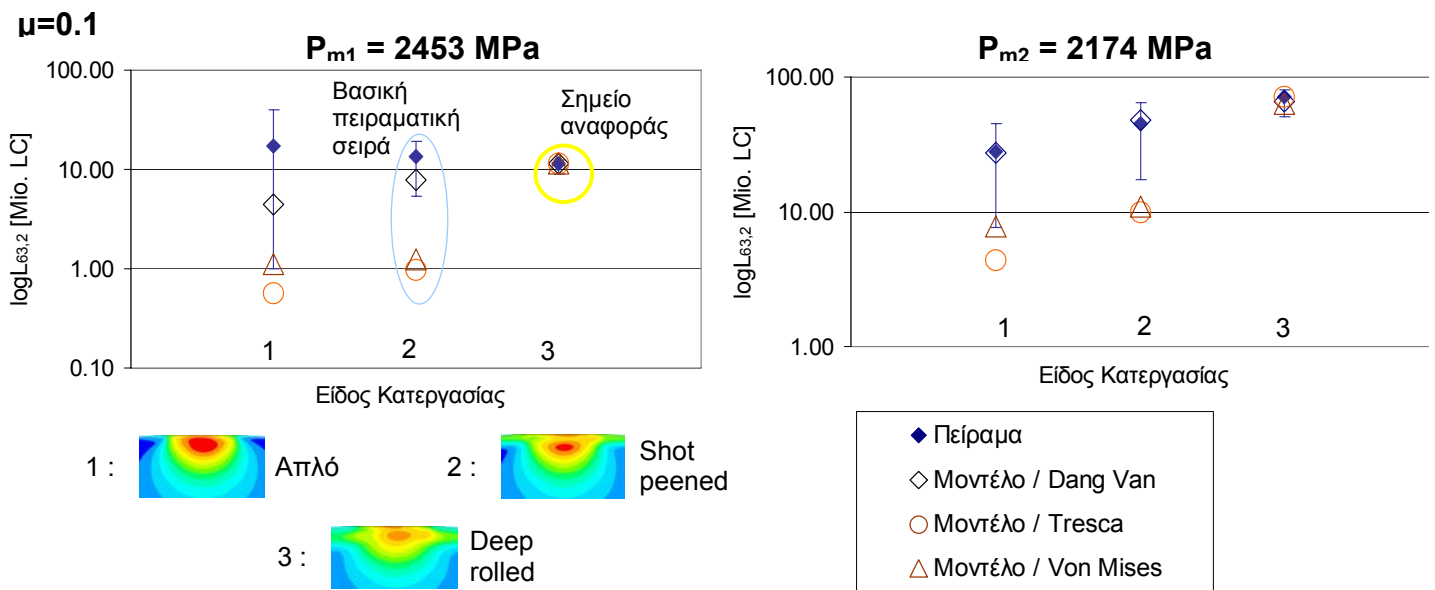 μ=0.1
Pm1 = 2453 MPa
100.00
10.00
1.00
0.10
logL63,2 [Mio. LC]
Βασική
πειραματική
σειρά
Σημείο
αναφοράς
1
2
3
Είδος Κατεργασίας
Pm2 = 2174 MPa
100.00
10.00
1.00
logL63,2 [Mio. LC]
1
2
3
Είδος Κατεργασίας
1 :
Απλό
2 :
Shot
peened
3 :
Deep
rolled
Πείραμα
Μοντέλο / Dang Van
Μοντέλο / Tresca
Μοντέλο / Von Mises